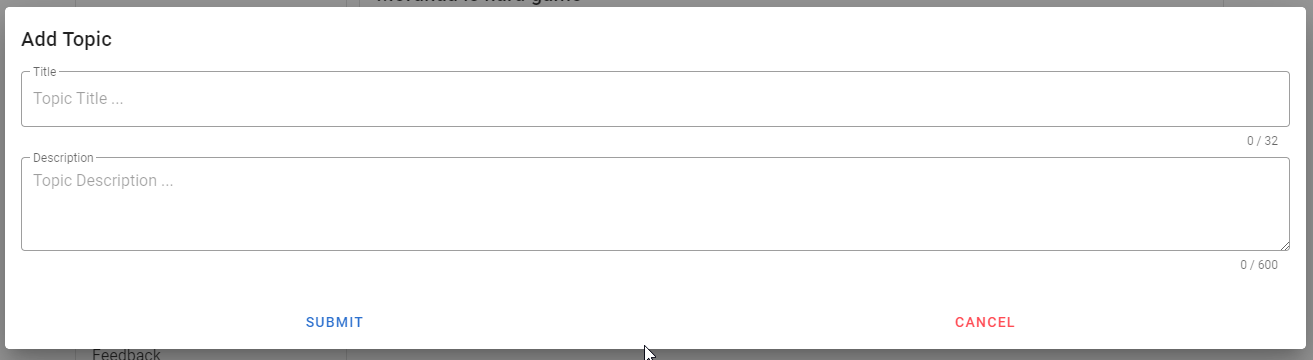 Add Topic
Title
Topic Title ...
0 / 32
Description
Topic Description ...
0 / 600
SUBMIT
CANCEL
Feedback